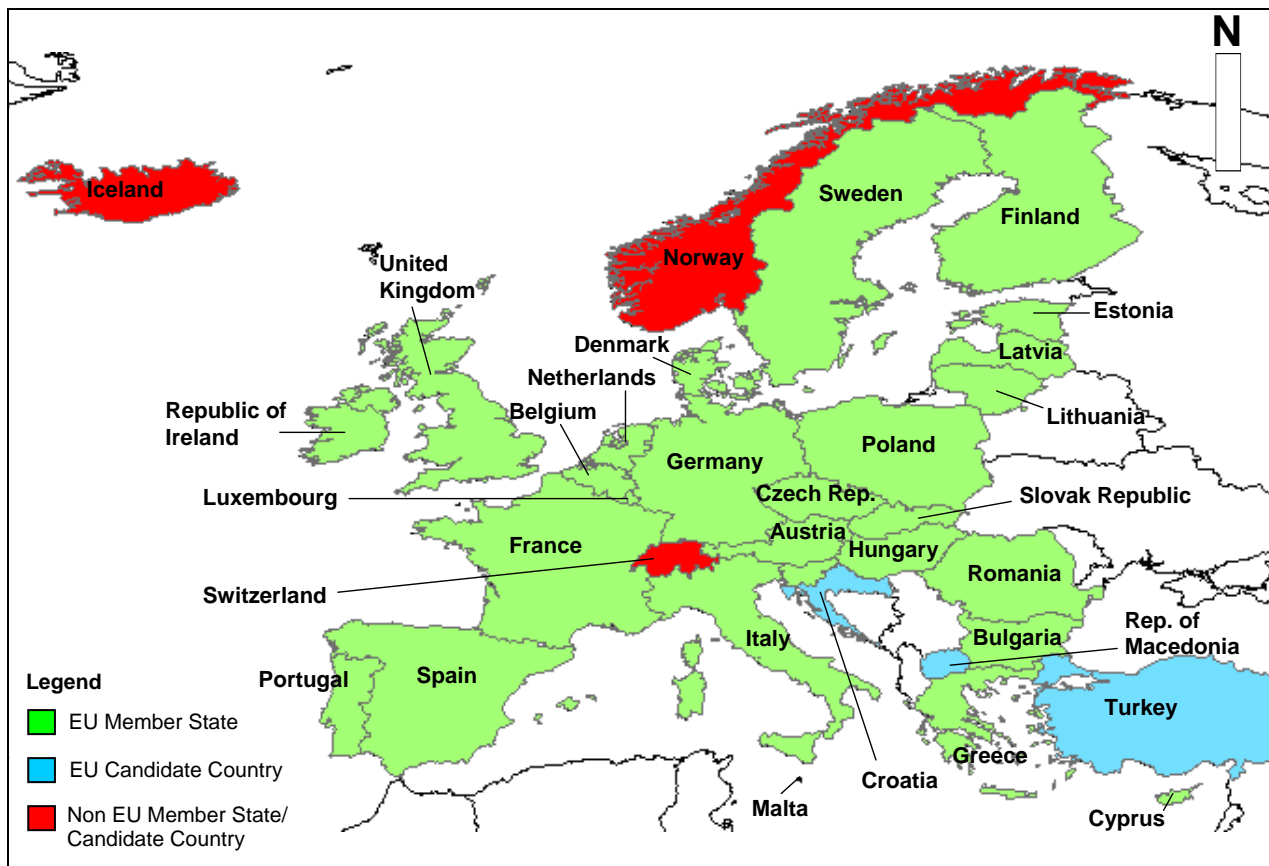 N
Iceland
Sweden
Finland
Norway
United
Kingdom
Estonia
Denmark
Latvia
Netherlands
Belgium
Republic of
Ireland
Lithuania
Poland
Germany
Luxembourg
Czech Rep.
Slovak Republic
Austria
France
Hungary
Romania
Switzerland
Rep. of
Macedonia
Bulgaria
Italy
Spain
Portugal
Turkey
Greece
Croatia
Malta
Cyprus
Legend
EU Member State
EU Candidate Country
Non EU Member State/
Candidate Country